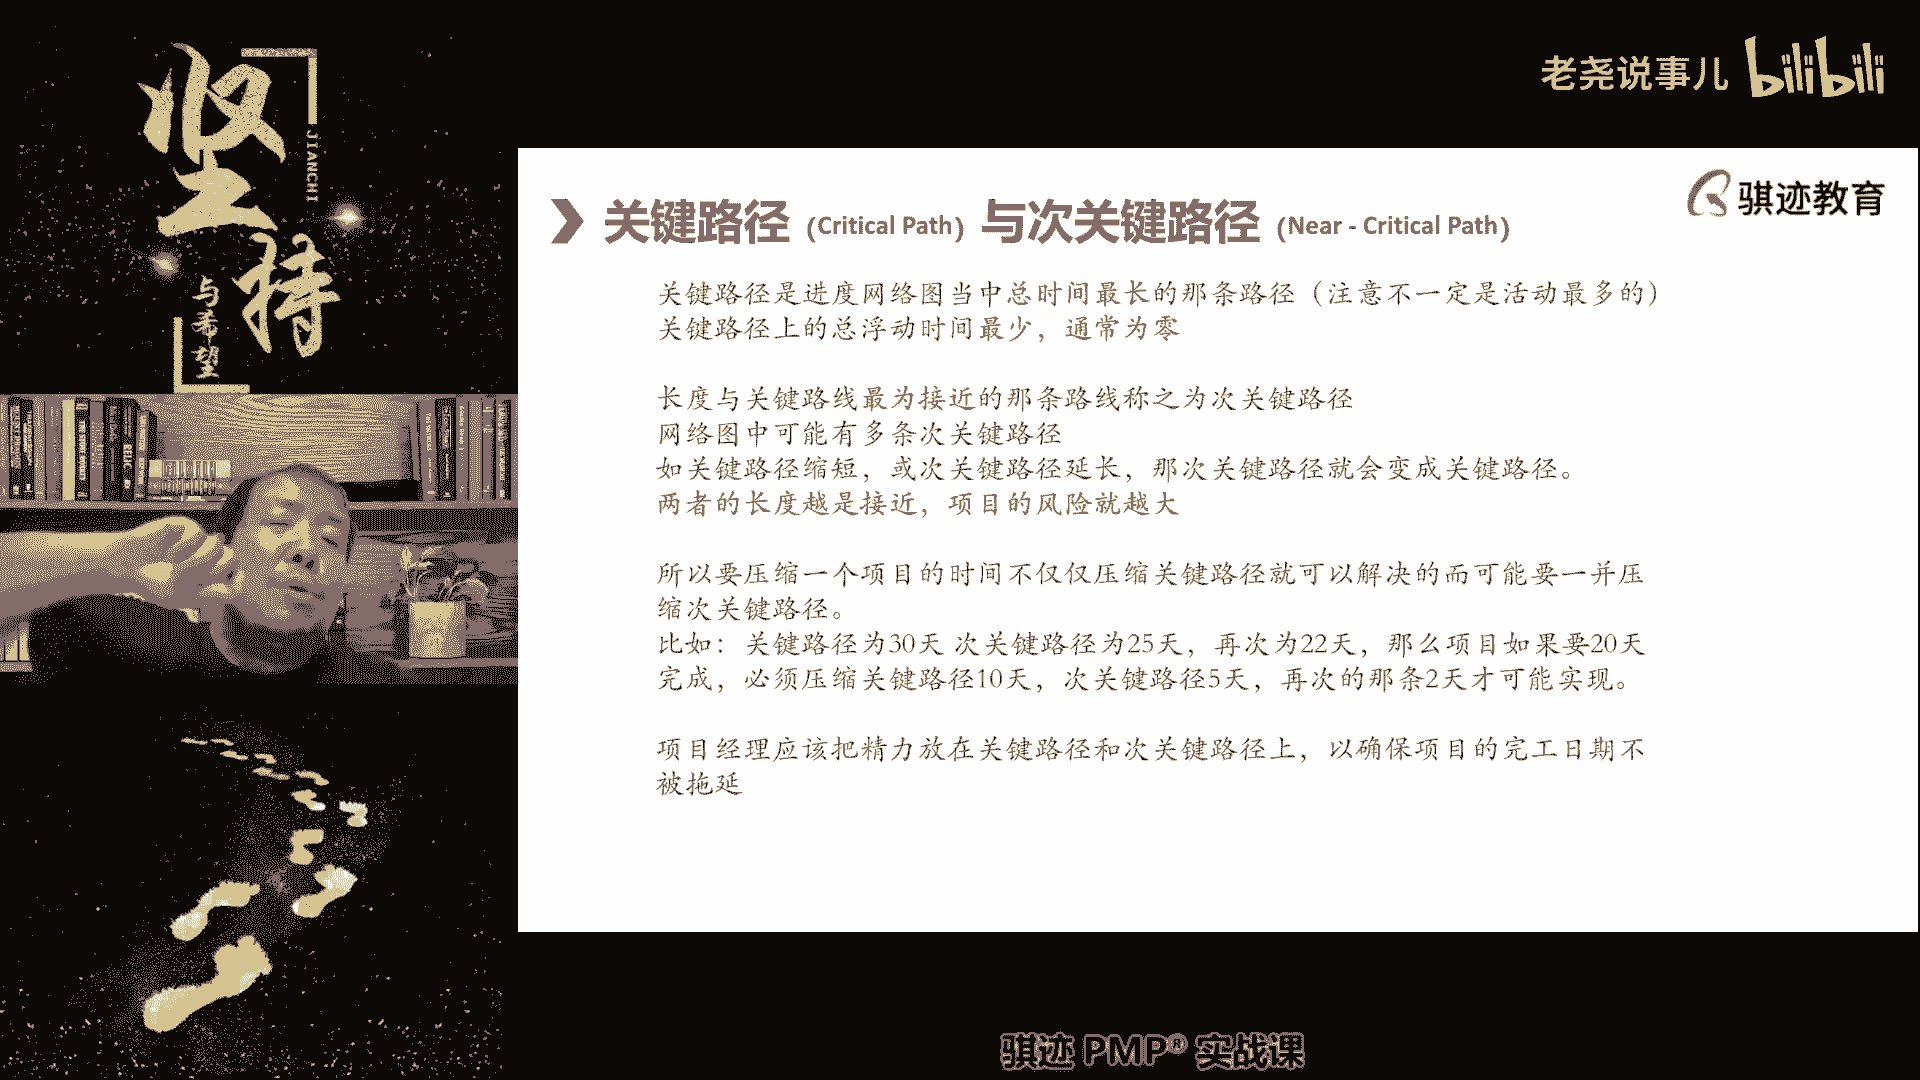 坚持
JIANCHI
与希望
老尧说事儿 bilibili
骐迹教育
关键路径（Critical Path）与次关键路径（Near - Critical Path）
关键路径是进度网络图当中总时间最长的那条路径（注意不一定是活动最多的）
关键路径上的总浮动时间最少，通常为零
长度与关键路线最为接近的那条路线称之为次关键路径
网络图中可能有多条次关键路径
如关键路径缩短，或次关键路径延长，那次关键路径就会变成关键路径。
两者的长度越是接近，项目的风险就越大
所以要压缩一个项目的时间不仅仅压缩关键路径就可以解决的而可能要一并压
缩次关键路径。
比如：关键路径为30天 次关键路径为25天，再次为22天，那么项目如果要20天
完成，必须压缩关键路径10天，次关键路径5天，再次的那条2天才可能实现。
项目经理应该把精力放在关键路径和次关键路径上，以确保项目的完工日期不
被拖延
骐迹 PMP® 实战课